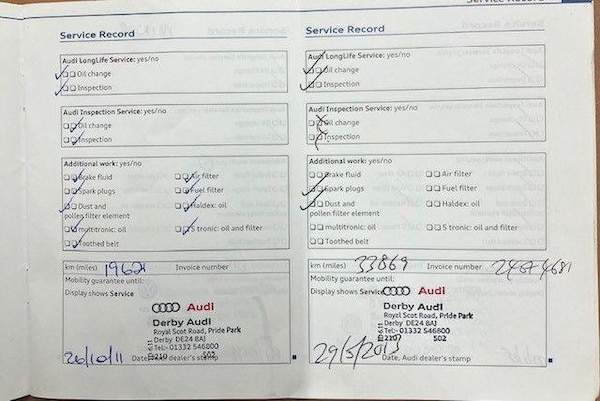 Service Record
Service Record
Audi LongLife Service: yes/no
Oil change
Inspection
Audi Inspection Service: yes/no
Oil change
Inspection
Additional work: yes/no
Brake fluid
Air filter
Spark plugs
Fuel filter
Dust and
pollen filter element
Haldex: oil
multitronic: oil
S tronic: oil and filter
Toothed belt
km (miles) 19621 Invoice number
Mobility guarantee until:
Display shows Service
Audi
Derby Audi
Royal Scot Road, Pride Park
Derby DE24 8AJ
Tel:- 01332 546800
502
26/10/11 Date, Audi dealer's stamp
Service Record
Audi LongLife Service: yes/no
Oil change
Inspection
Audi Inspection Service: yes/no
Oil change
Inspection
Additional work: yes/no
Brake fluid
Air filter
Spark plugs
Fuel filter
Dust and
pollen filter element
Haldex: oil
multitronic: oil
S tronic: oil and filter
Toothed belt
km (miles) 33869 Invoice number
Mobility guarantee until:
Display shows Service
Audi
Derby Audi
Royal Scot Road, Pride Park
Derby DE24 8AJ
Tel:- 01332 546800
502
29/5/2013 Date, Audi dealer's stamp